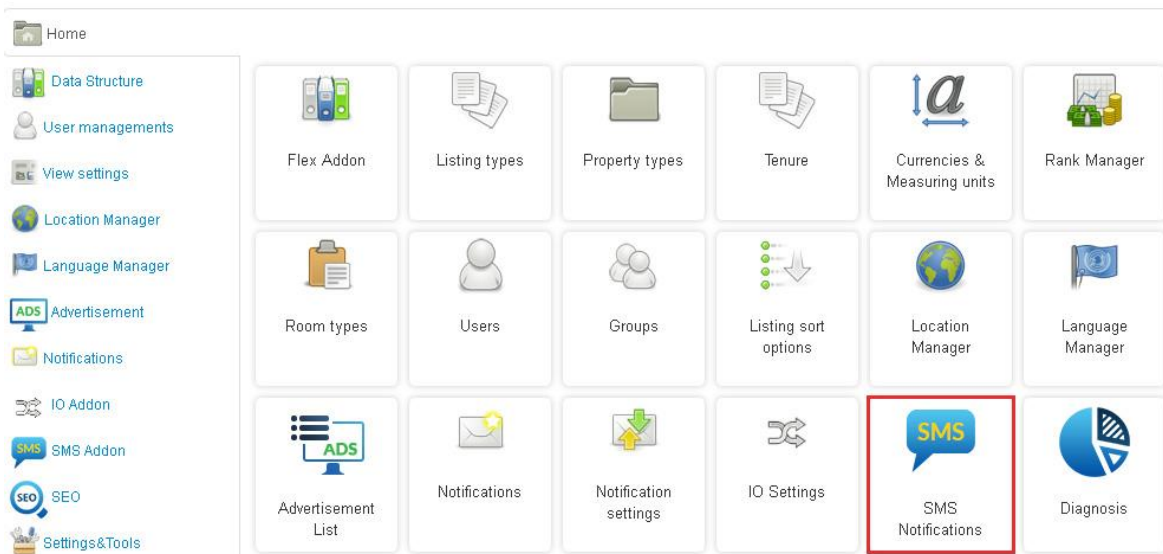 Home
Data Structure
User managements
View settings
Location Manager
Language Manager
ADS Advertisement
Notifications
IO Addon
SMS SMS Addon
SEO SEO
Settings&Tools
Flex Addon
Listing types
Property types
Tenure
a
Currencies &
Measuring units
Rank Manager
Room types
Users
Groups
Listing sort
options
Location
Manager
Language
Manager
ADS
Advertisement
List
Notifications
Notification
settings
IO Settings
SMS
SMS
Notifications
Diagnosis